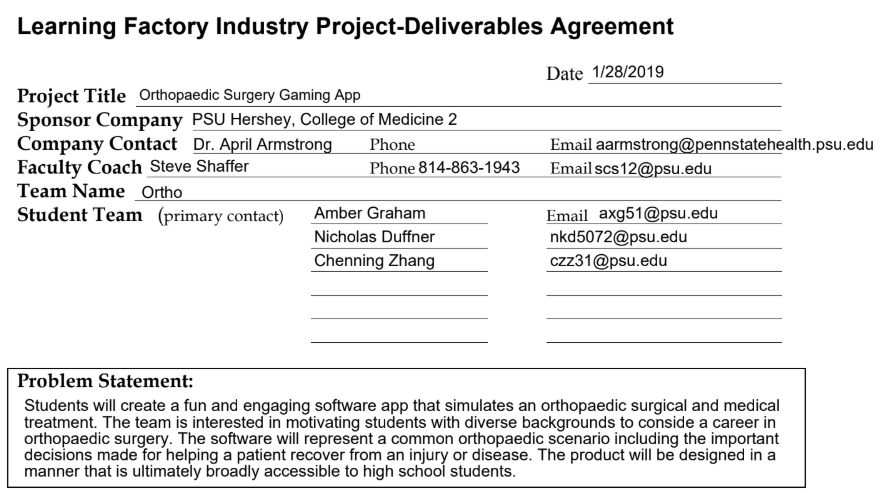 Learning Factory Industry Project-Deliverables Agreement
Date 1/28/2019
Project Title Orthopaedic Surgery Gaming App
Sponsor Company PSU Hershey, College of Medicine 2
Company Contact Dr. April Armstrong Phone Email aarmstrong@pennstatehealth.psu.edu
Faculty Coach Steve Shaffer Phone 814-863-1943 Email scs12@psu.edu
Team Name Ortho
Student Team (primary contact) Amber Graham Email axg51@psu.edu
Nicholas Duffner nkd5072@psu.edu
Chenning Zhang czz31@psu.edu
Problem Statement:
Students will create a fun and engaging software app that simulates an orthopaedic surgical and medical
treatment. The team is interested in motivating students with diverse backgrounds to conside a career in
orthopaedic surgery. The software will represent a common orthopaedic scenario including the important
decisions made for helping a patient recover from an injury or disease. The product will be designed in a
manner that is ultimately broadly accessible to high school students.